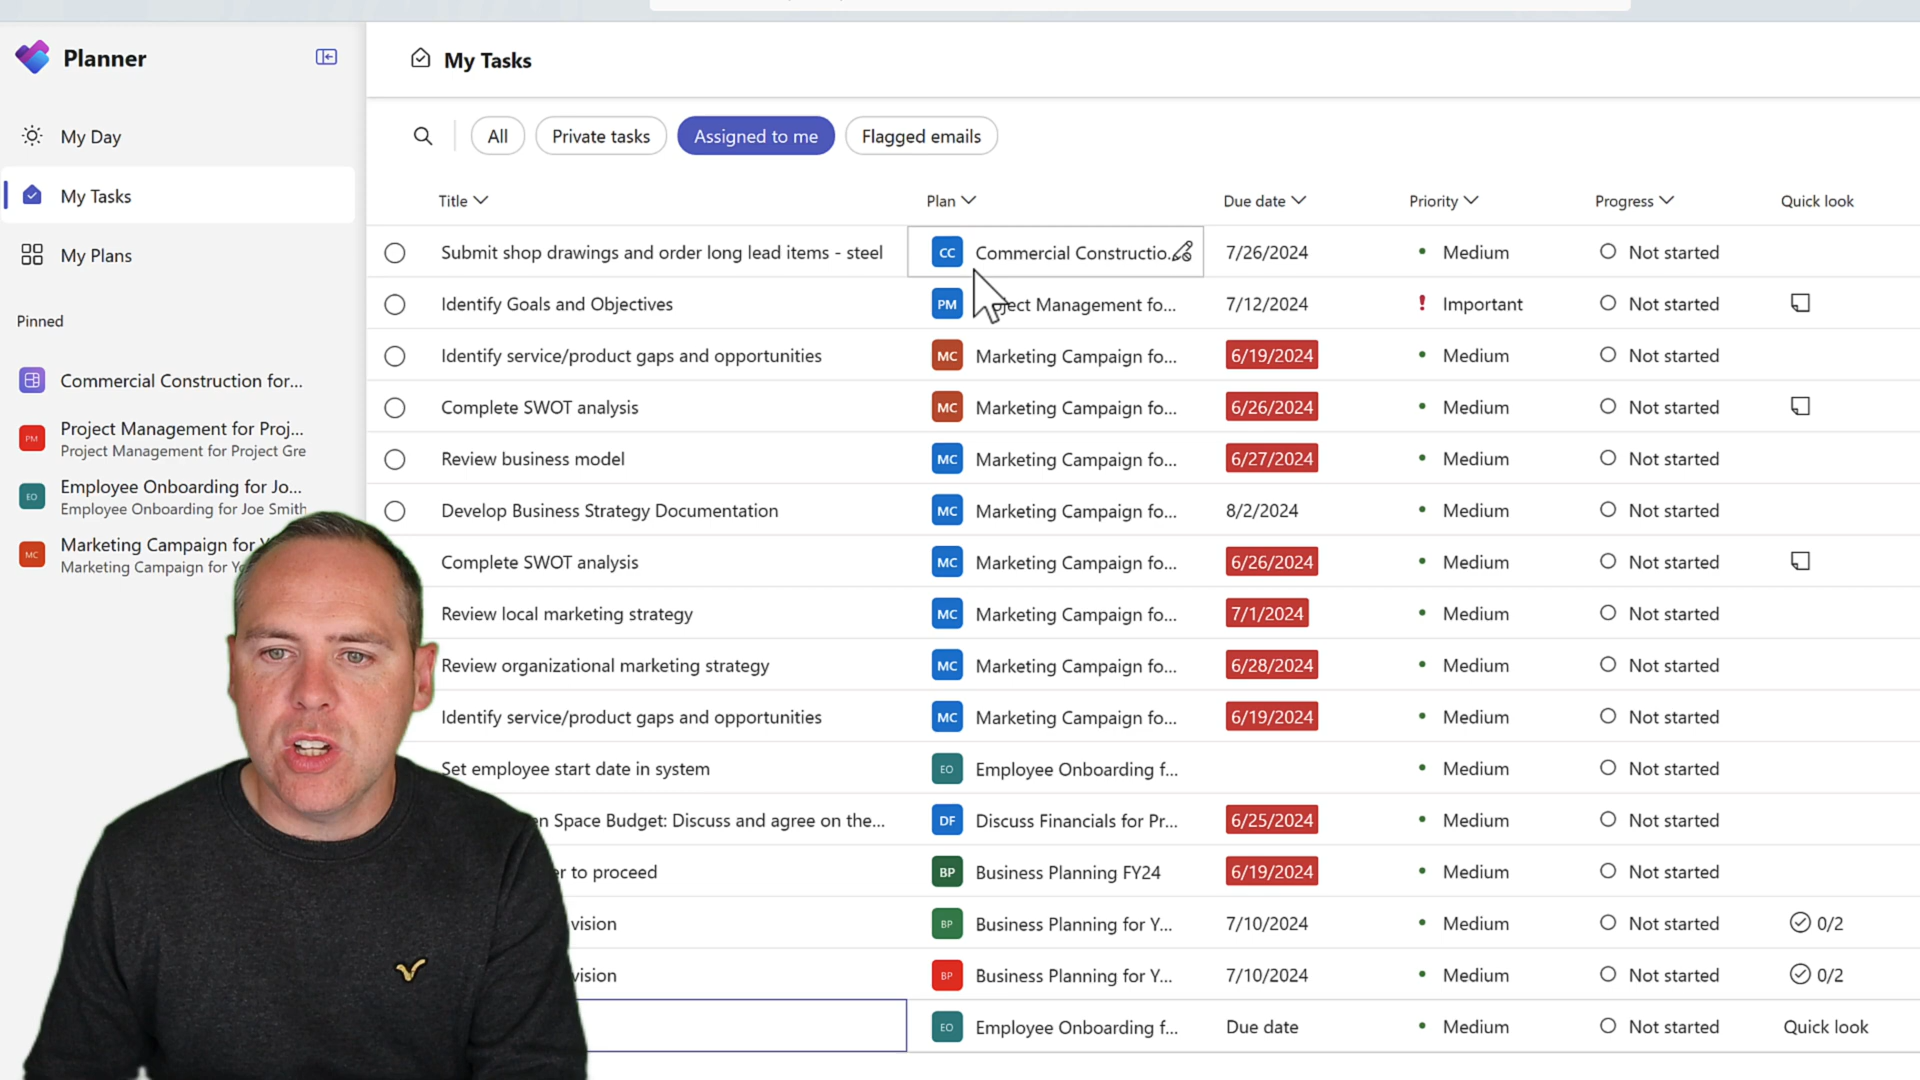 Planner
My Day
My Tasks
My Plans
Pinned
Commercial Construction for...
PM Project Management for Proj...
Project Management for Project Gre
EO Employee Onboarding for Jo...
Employee Onboarding for Joe Smith
MC Marketing Campaign for
Marketing Campaign for Yo
My Tasks
All Private tasks Assigned to me Flagged emails
Title Plan Due date Priority Progress Quick look
Submit shop drawings and order long lead items - steel CC Commercial Constructio... 7/26/2024 Medium Not started
Identify Goals and Objectives PM ject Management fo... 7/12/2024 Important Not started
Identify service/product gaps and opportunities MC Marketing Campaign fo... 6/19/2024 Medium Not started
Complete SWOT analysis MC Marketing Campaign fo... 6/26/2024 Medium Not started
Review business model MC Marketing Campaign fo... 6/27/2024 Medium Not started
Develop Business Strategy Documentation MC Marketing Campaign fo... 8/2/2024 Medium Not started
Complete SWOT analysis MC Marketing Campaign fo... 6/26/2024 Medium Not started
Review local marketing strategy MC Marketing Campaign fo... 7/1/2024 Medium Not started
Review organizational marketing strategy MC Marketing Campaign fo... 6/28/2024 Medium Not started
Identify service/product gaps and opportunities MC Marketing Campaign fo... 6/19/2024 Medium Not started
Set employee start date in system EO Employee Onboarding f... Medium Not started
en Space Budget: Discuss and agree on the... DF Discuss Financials for Pr... 6/25/2024 Medium Not started
er to proceed BP Business Planning FY24 6/19/2024 Medium Not started
vision BP Business Planning for Y... 7/10/2024 Medium Not started 0/2
vision BP Business Planning for Y... 7/10/2024 Medium Not started 0/2
EO Employee Onboarding f... Due date Medium Not started Quick look